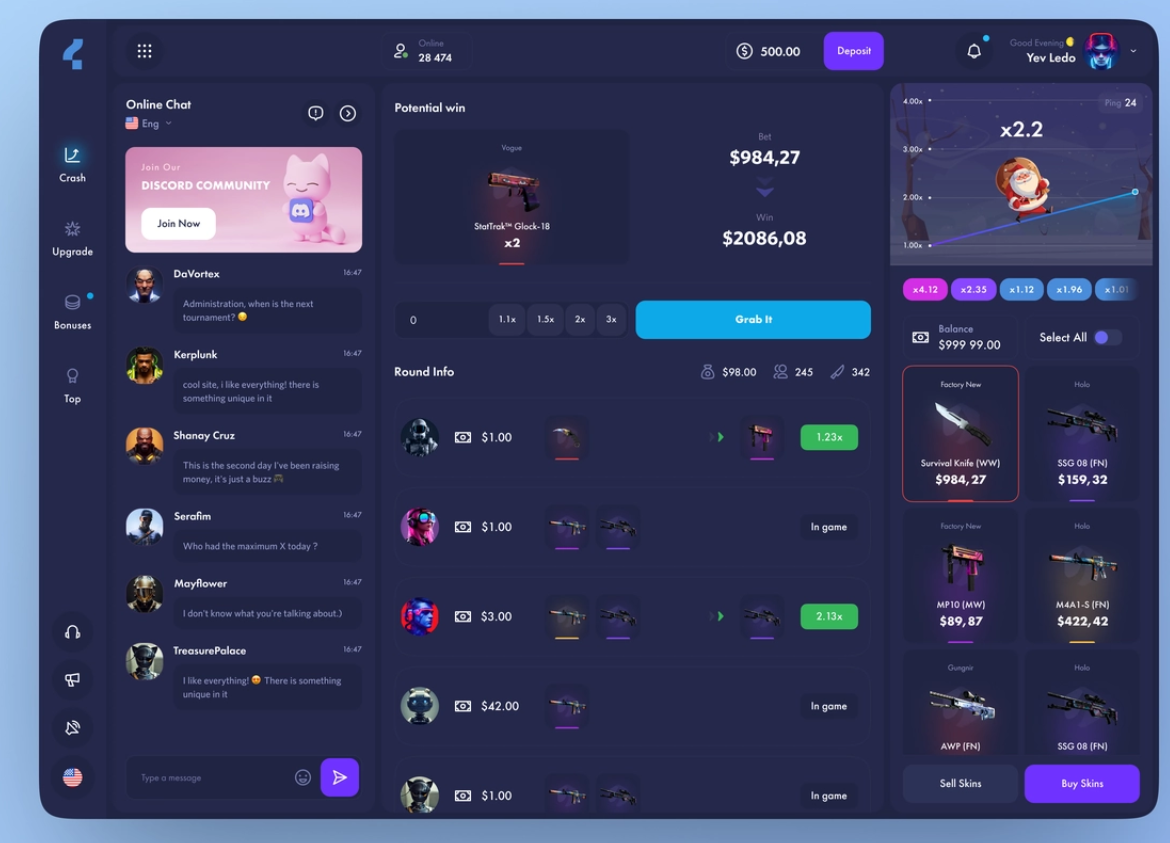 Online
28 474
500.00
Deposit
Good Evening
Yev Ledo
Crash
Upgrade
Bonuses
Top
Online Chat
Eng
Join Our
DISCORD COMMUNITY
Join Now
DaVortex
16:47
Administration, when is the next
tournament? 😔
Kerplunk
16:47
cool site, i like everything! there is
something unique in it
Shanay Cruz
16:47
This is the second day I've been raising
money, it's just a buzz 🎮
Serafim
16:47
Who had the maximum X today ?
Mayflower
16:47
I don't know what you're talking about.)
TreasurePalace
16:47
I like everything! 😍 There is something
unique in it
Type a message
Potential win
Vogue
StatTrak™ Glock-18
x2
Bet
$984,27
Win
$2086,08
0
1.1x
1.5x
2x
3x
Grab It
Round Info
$98.00
245
342
$1.00
1.23x
$1.00
In game
$3.00
2.13x
$42.00
In game
$1.00
In game
4.00x
3.00x
2.00x
1.00x
Ping 24
x2.2
x4.12
x2.35
x1.12
x1.96
x1.01
Balance
$999 99.00
Select All
Factory New
Survival Knife (WW)
$984,27
Holo
SSG 08 (FN)
$159,32
Factory New
MP10 (MW)
$89,87
Holo
M4A1-S (FN)
$422,42
Gungnir
AWP (FN)
Holo
SSG 08 (FN)
Sell Skins
Buy Skins